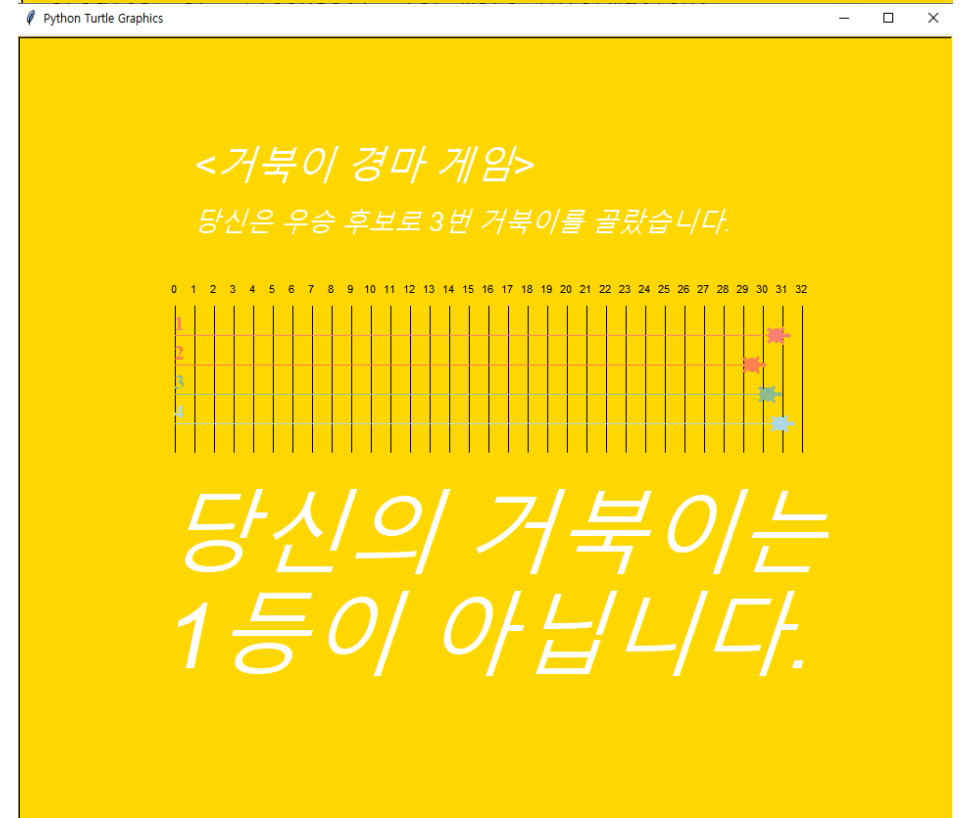 Python Turtle Graphics
<거북이 경마 게임>
당신은 우승 후보로 3번 거북이를 골랐습니다.
0 1 2 3 4 5 6 7 8 9 10 11 12 13 14 15 16 17 18 19 20 21 22 23 24 25 26 27 28 29 30 31 32
1
2
3
4
당신의 거북이는
1등이 아닙니다.